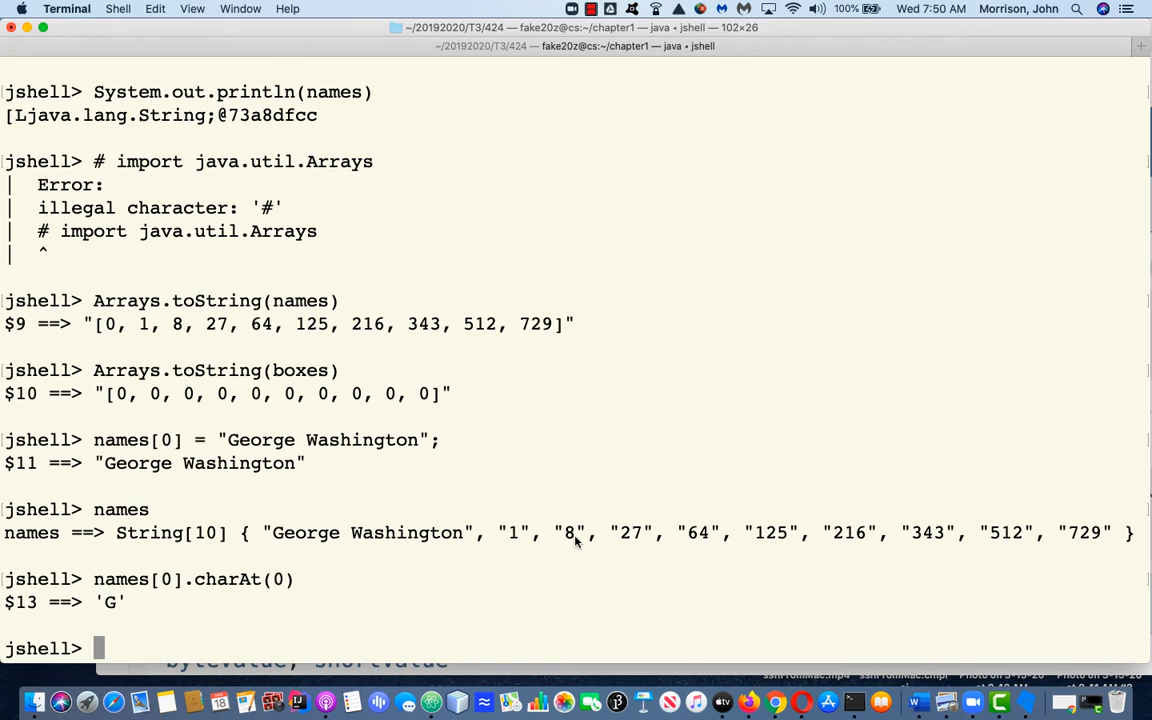 Terminal Shell Edit View Window Help 100% Wed 7:50 AM Morrison, John
~/20192020/T3/424 — fake20z@cs:~/chapter1 — java • jshell — 102×26
~/20192020/T3/424 — fake20z@cs:~/chapter1 — java • jshell
jshell> System.out.println(names)
[Ljava.lang.String;@73a8dfcc
jshell> # import java.util.Arrays
| Error:
| illegal character: '#'
| # import java.util.Arrays
| ^
jshell> Arrays.toString(names)
$9 ==> "[0, 1, 8, 27, 64, 125, 216, 343, 512, 729]"
jshell> Arrays.toString(boxes)
$10 ==> "[0, 0, 0, 0, 0, 0, 0, 0, 0, 0]"
jshell> names[0] = "George Washington";
$11 ==> "George Washington"
jshell> names
names ==> String[10] { "George Washington", "1", "8", "27", "64", "125", "216", "343", "512", "729" }
jshell> names[0].charAt(0)
$13 ==> 'G'
jshell>
byteValue, shortValue